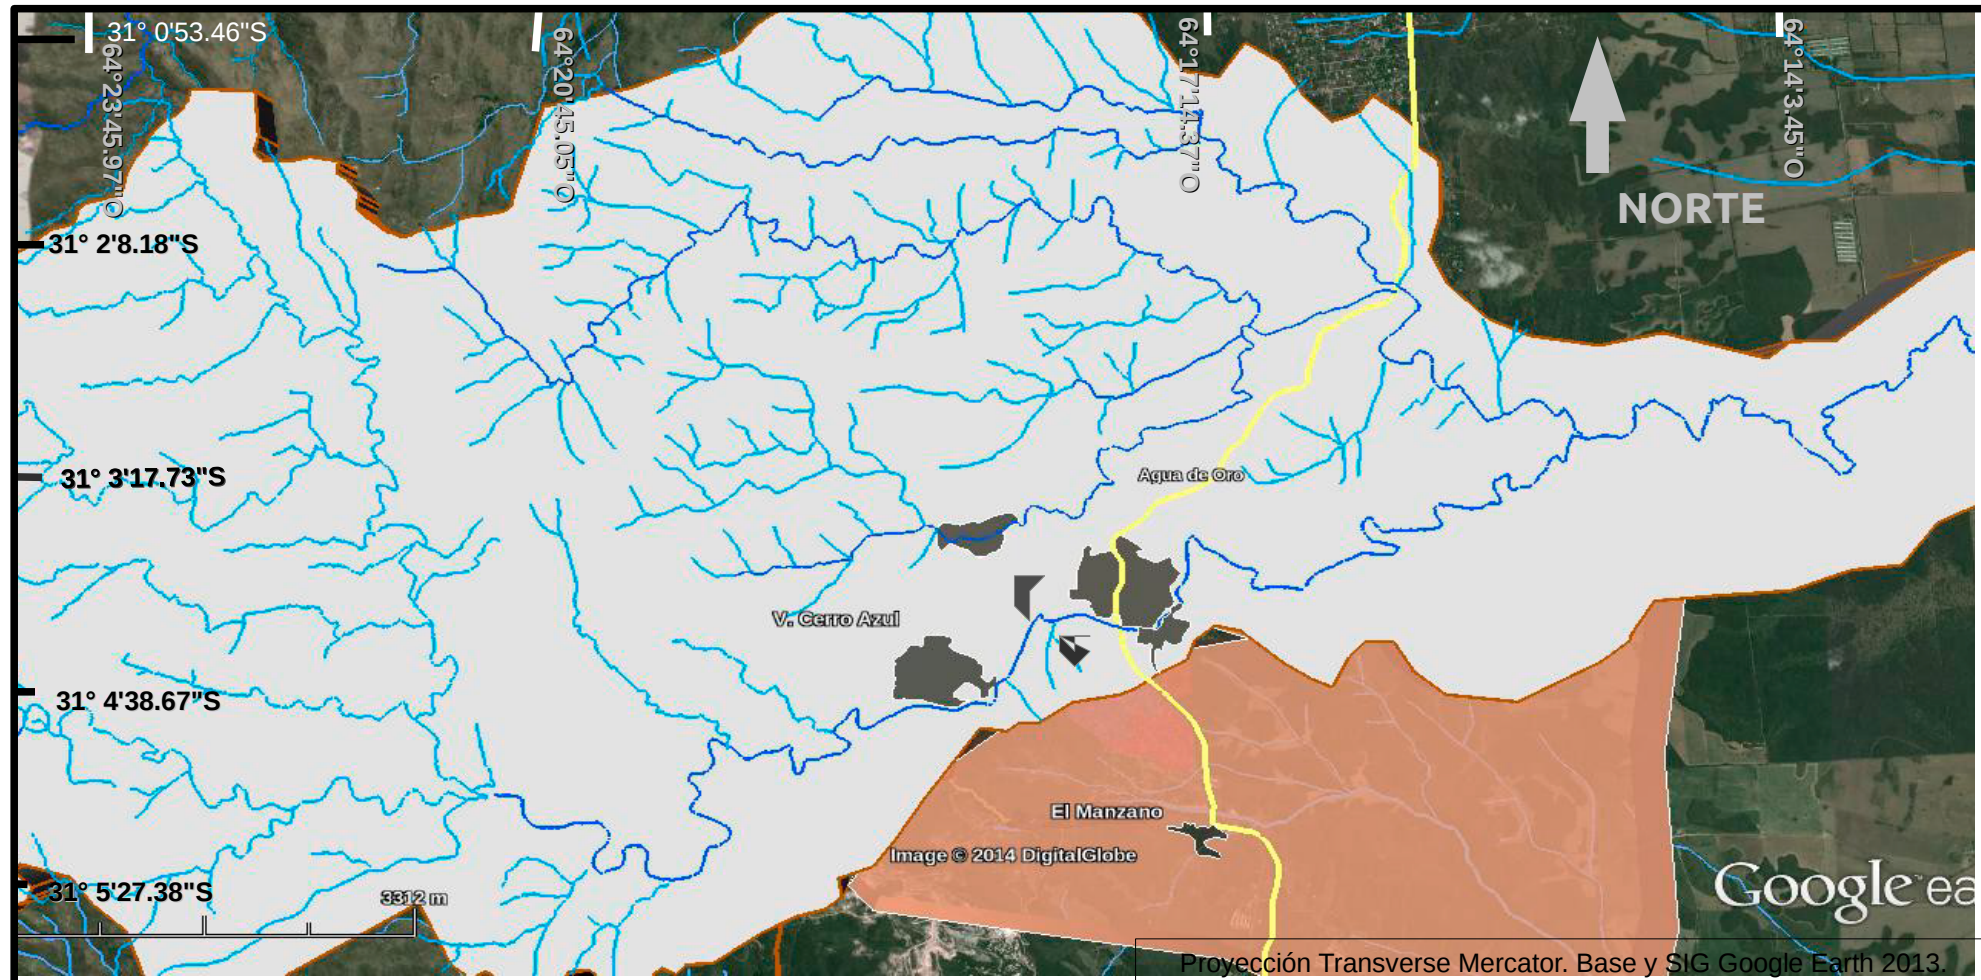 31° 0'53.46"S
64°23'45.97"O
64°20'45.05"O
64°17'14.37"O
64°14'3.45"O
NORTE
31° 2'8.18"S
31° 3'17.73"S
Agua de Oro
V. Cerro Azul
31° 4'38.67"S
El Manzano
Image © 2014 DigitalGlobe
31° 5'27.38"S
3312 m
Google ea
Proyección Transverse Mercator. Base y SIG Google Earth 2013.